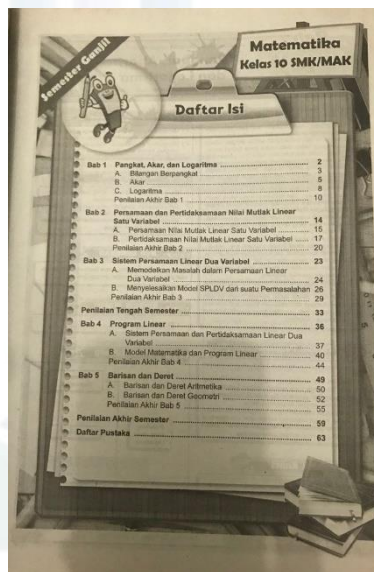 Semester Ganjil
Matematika
Kelas 10 SMK/MAK
Daftar Isi
Bab 1 Pangkat, Akar, dan Logaritma ........ 2
A. Bilangan Berpangkat ........ 3
B. Akar ........ 5
C. Logaritma ........ 8
Penilaian Akhir Bab 1 ........ 10
Bab 2 Persamaan dan Pertidaksamaan Nilai Mutlak Linear
Satu Variabel ........ 14
A. Persamaan Nilai Mutlak Linear Satu Variabel ........ 15
B. Pertidaksamaan Nilai Mutlak Linear Satu Variabel ........ 17
Penilaian Akhir Bab 2 ........ 20
Bab 3 Sistem Persamaan Linear Dua Variabel ........ 23
A. Memodelkan Masalah dalam Persamaan Linear
Dua Variabel ........ 24
B. Menyelesaikan Model SPLDV dari suatu Permasalahan 26
Penilaian Akhir Bab 3 ........ 29
Penilaian Tengah Semester ........ 33
Bab 4 Program Linear ........ 36
A. Sistem Persamaan dan Pertidaksamaan Linear Dua
Variabel ........ 37
B. Model Matematika dan Program Linear ........ 40
Penilaian Akhir Bab 4 ........ 44
Bab 5 Barisan dan Deret ........ 49
A. Barisan dan Deret Aritmetika ........ 50
B. Barisan dan Deret Geometri ........ 52
Penilaian Akhir Bab 5 ........ 55
Penilaian Akhir Semester ........ 59
Daftar Pustaka ........ 63